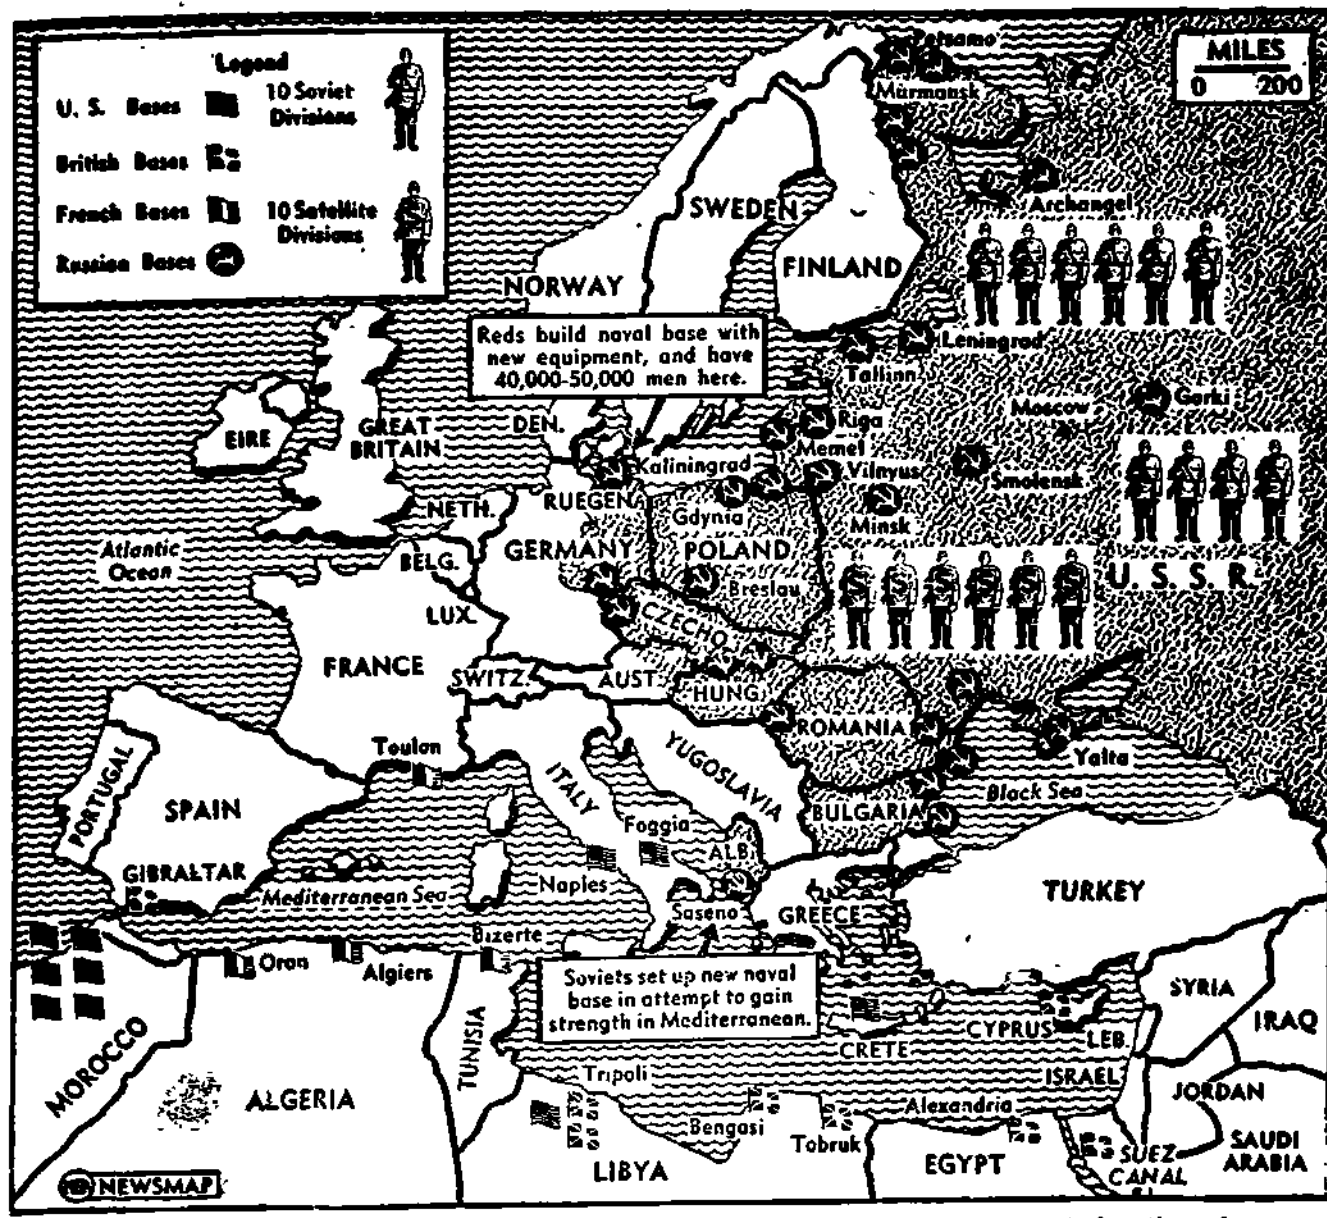 Legend
U. S. Bases
10 Soviet
Divisions
British Bases
French Bases
10 Satellite
Divisions
Russian Bases
MILES
0 200
Petsamo
Murmansk
Archangel
SWEDEN
FINLAND
NORWAY
Reds build naval base with
new equipment, and have
40,000-50,000 men here.
Leningrad
Tallinn
Moscow
Gorki
Riga
Memel
DEN.
EIRE
GREAT
BRITAIN
Kaliningrad
Vilnyus
Smolensk
RUEGEN
NETH.
Gdynia
Minsk
Atlantic
Ocean
BELG.
GERMANY
POLAND
Breslau
U. S. S. R.
LUX.
CZECHO.
FRANCE
SWITZ.
AUST.
HUNG.
ROMANIA
Toulon
YUGOSLAVIA
Yalta
Black Sea
PORTUGAL
SPAIN
ITALY
BULGARIA
Foggia
ALB.
GIBRALTAR
Mediterranean Sea
Naples
TURKEY
Saseno
GREECE
Bizerte
Oran
Algiers
Soviets set up new naval
base in attempt to gain
strength in Mediterranean.
SYRIA
IRAQ
CYPRUS
LEB.
CRETE
MOROCCO
TUNISIA
Tripoli
ISRAEL
JORDAN
ALGERIA
Alexandria
Bengasi
Tobruk
SUEZ
CANAL
SAUDI
ARABIA
LIBYA
EGYPT
NEWSMAP